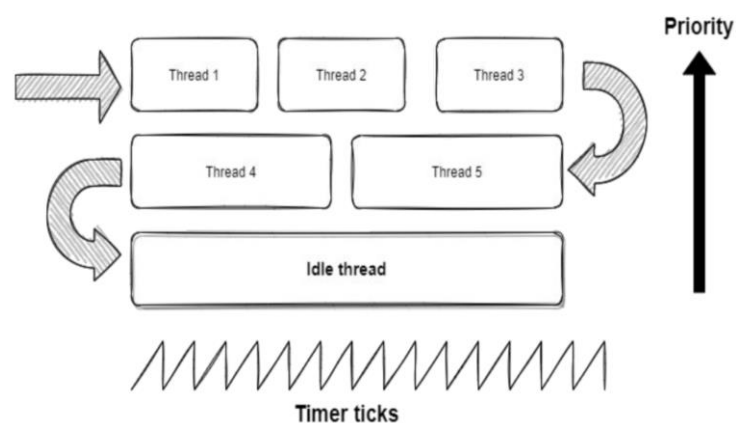 Priority
Thread 1
Thread 2
Thread 3
Thread 4
Thread 5
Idle thread
Timer ticks